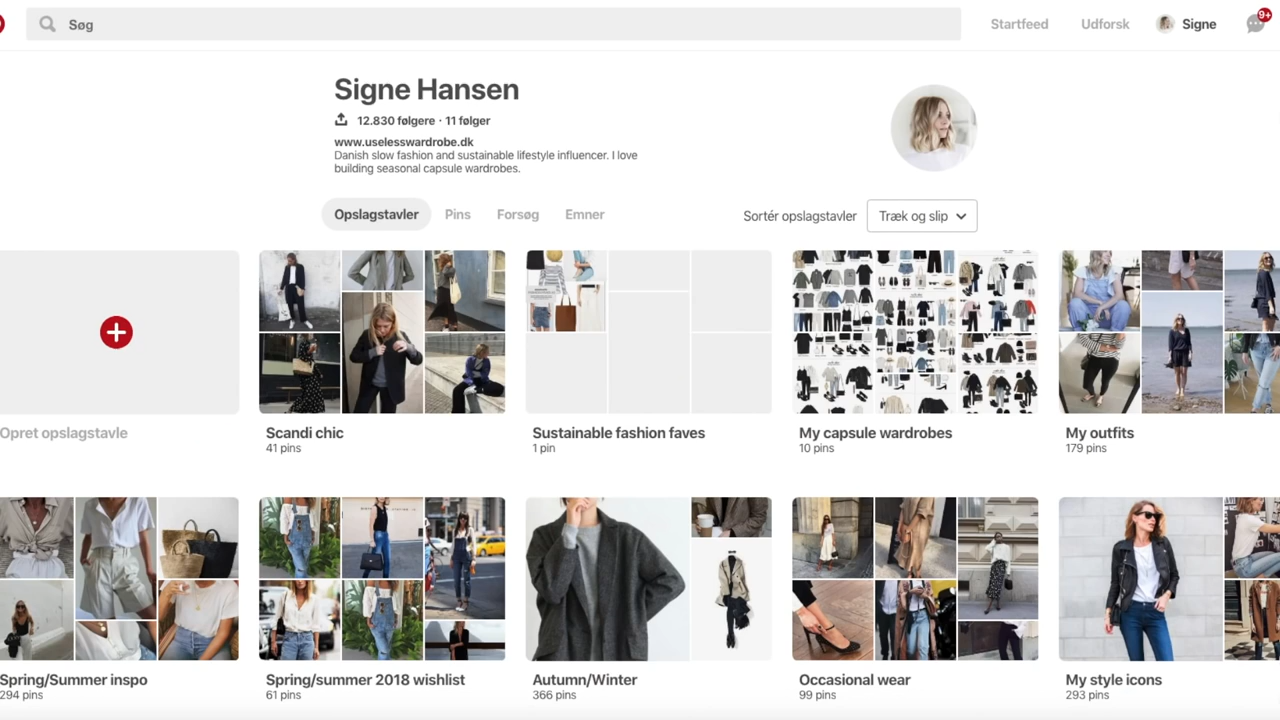 Søg
Startfeed
Udforsk
Signe
9+
Signe Hansen
12.830 følgere · 11 følger
www.uselesswardrobe.dk
Danish slow fashion and sustainable lifestyle influencer. I love
building seasonal capsule wardrobes.
Opslagstavler
Pins
Forsøg
Emner
Sortér opslagstavler
Træk og slip
Opret opslagstavle
Scandi chic
41 pins
Sustainable fashion faves
1 pin
My capsule wardrobes
10 pins
My outfits
179 pins
Spring/Summer inspo
294 pins
Spring/summer 2018 wishlist
61 pins
Autumn/Winter
366 pins
Occasional wear
99 pins
My style icons
293 pins